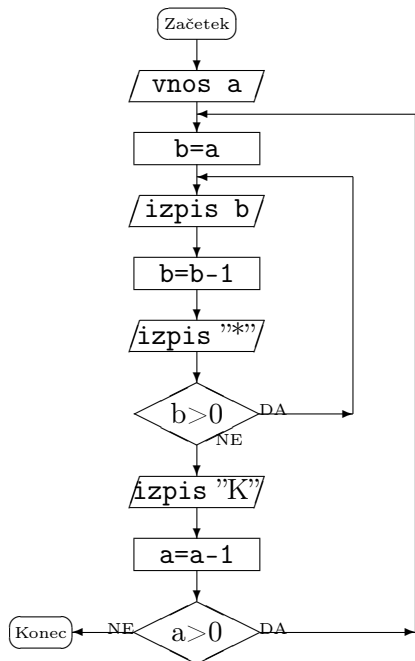 Začetek
vnos a
b=a
izpis b
b=b-1
izpis ”*”
b>0
DA
NE
izpis ”K”
a=a-1
Konec
NE
a>0
DA